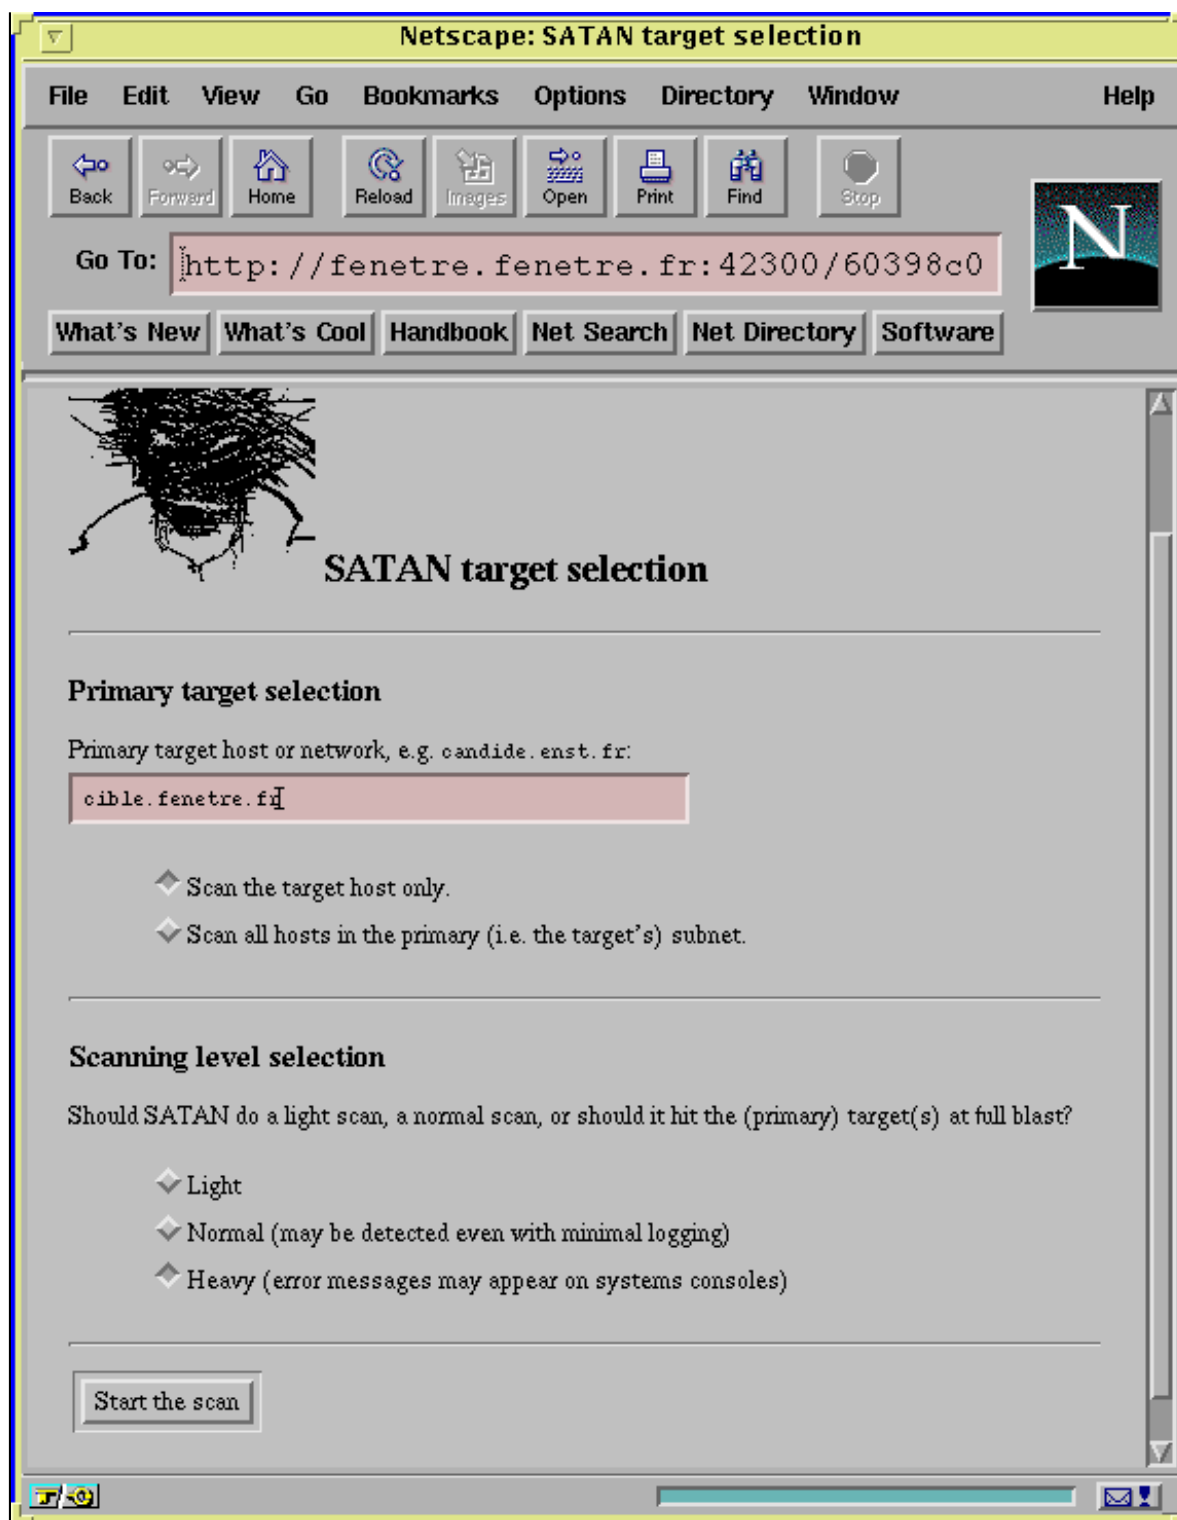 Netscape: SATAN target selection
File Edit View Go Bookmarks Options Directory Window Help
Back Forward Home Reload Images Open Print Find Stop
N
Go To: http://fenetre.fenetre.fr:42300/60398c0
What's New What's Cool Handbook Net Search Net Directory Software
SATAN target selection
Primary target selection
Primary target host or network, e.g. candide.enst.fr:
cible.fenetre.fr
Scan the target host only.
Scan all hosts in the primary (i.e. the target's) subnet.
Scanning level selection
Should SATAN do a light scan, a normal scan, or should it hit the (primary) target(s) at full blast?
Light
Normal (may be detected even with minimal logging)
Heavy (error messages may appear on systems consoles)
Start the scan